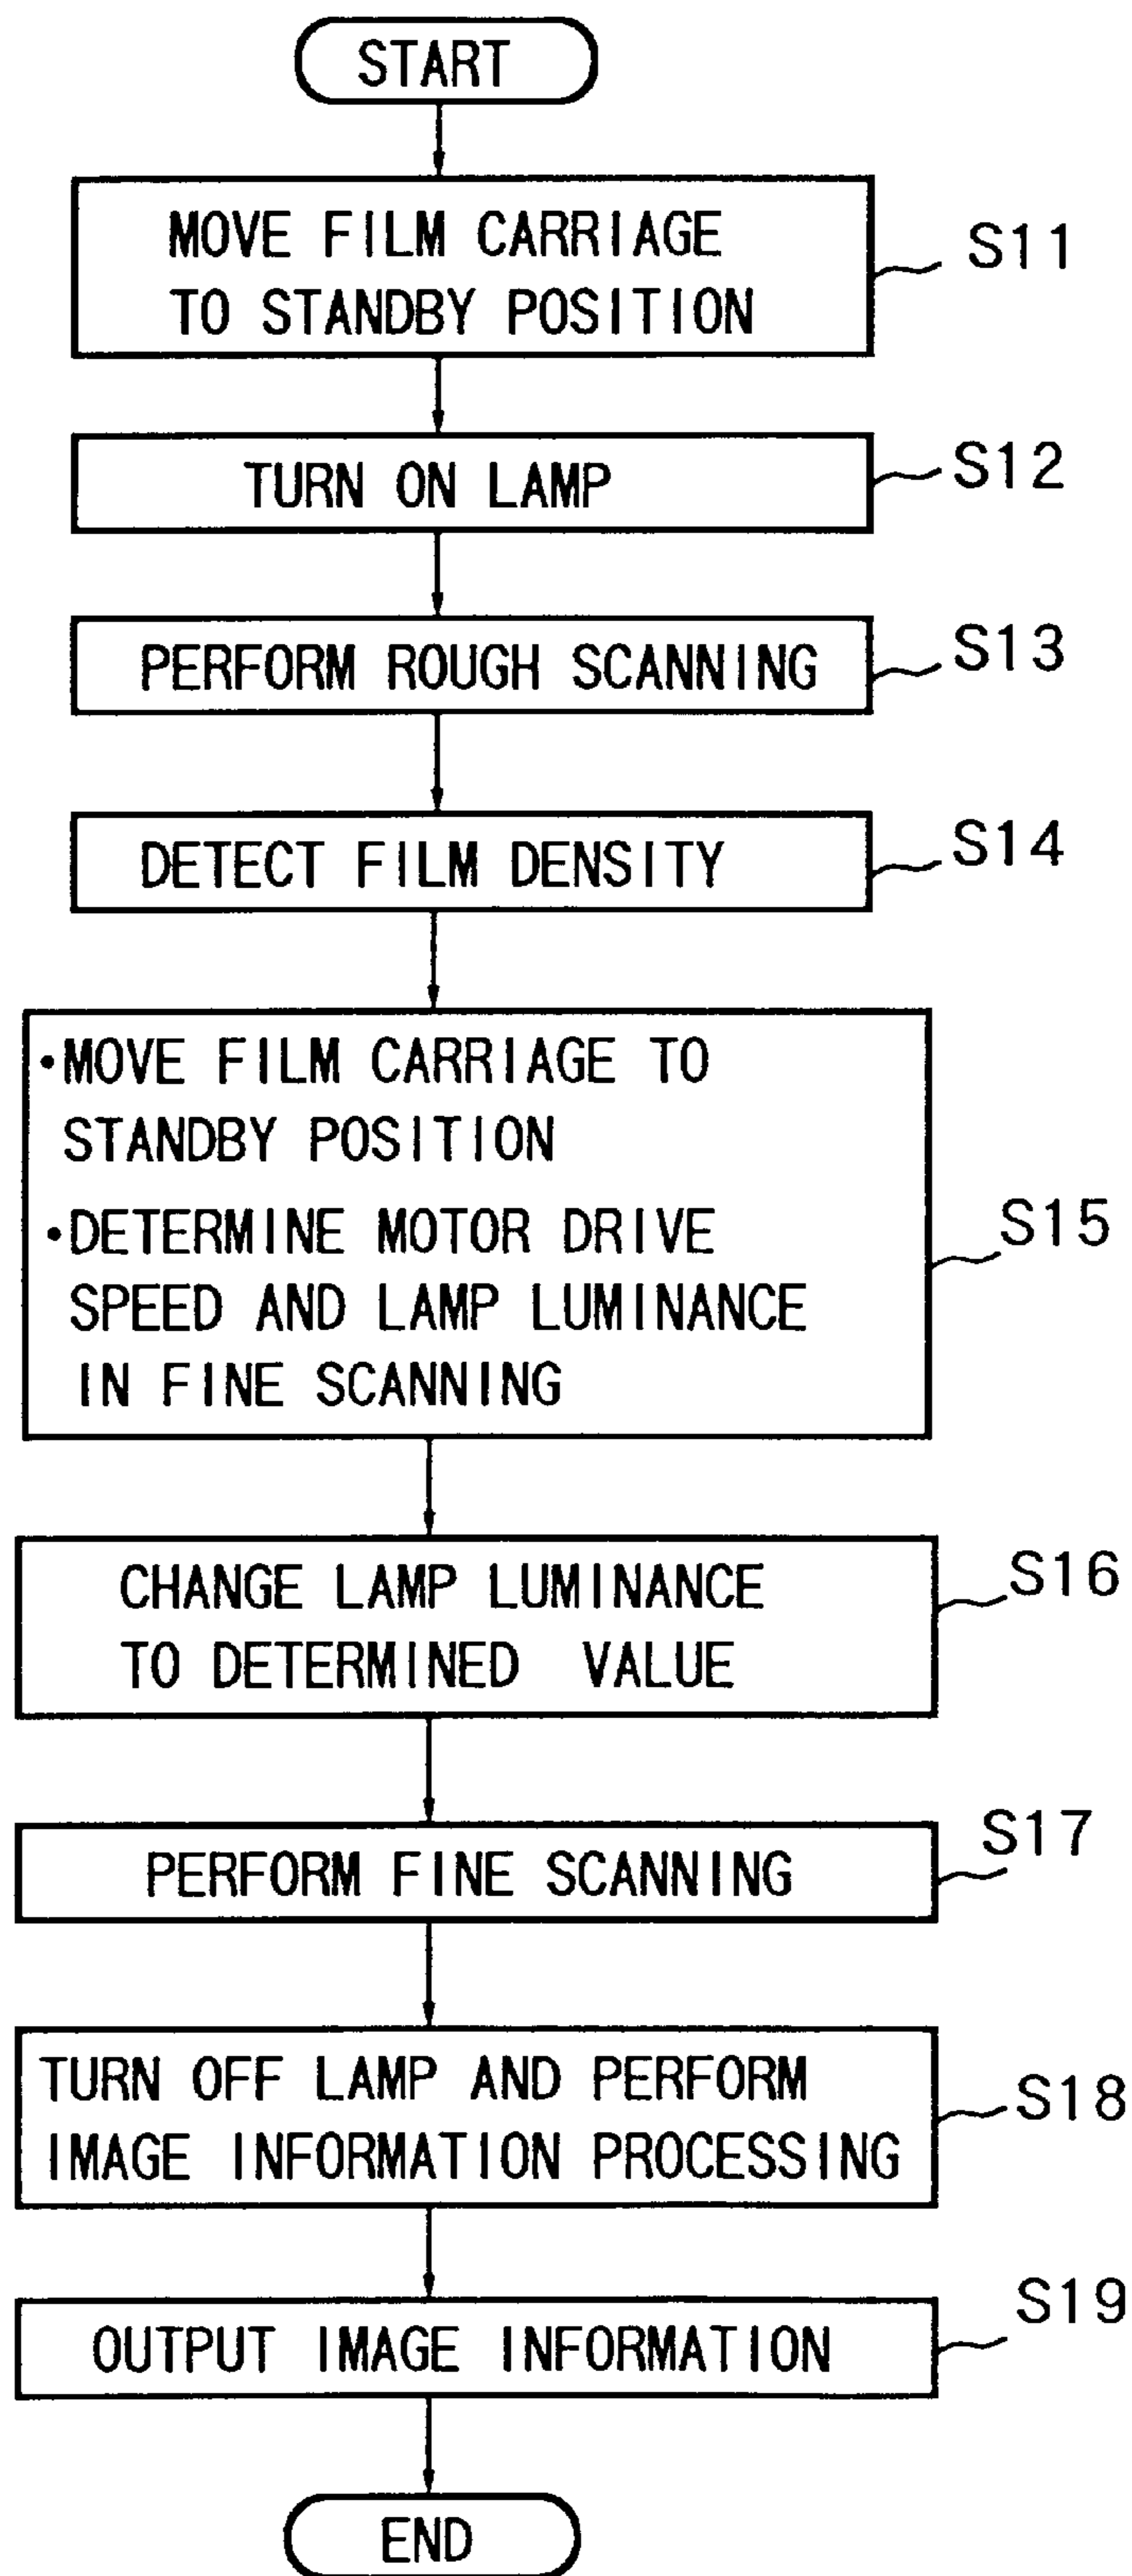 START
MOVE FILM CARRIAGE
TO STANDBY POSITION
S11
TURN ON LAMP
S12
PERFORM ROUGH SCANNING
S13
DETECT FILM DENSITY
S14
•MOVE FILM CARRIAGE TO
STANDBY POSITION
•DETERMINE MOTOR DRIVE
SPEED AND LAMP LUMINANCE
IN FINE SCANNING
S15
CHANGE LAMP LUMINANCE
TO DETERMINED VALUE
S16
PERFORM FINE SCANNING
S17
TURN OFF LAMP AND PERFORM
IMAGE INFORMATION PROCESSING
S18
OUTPUT IMAGE INFORMATION
S19
END